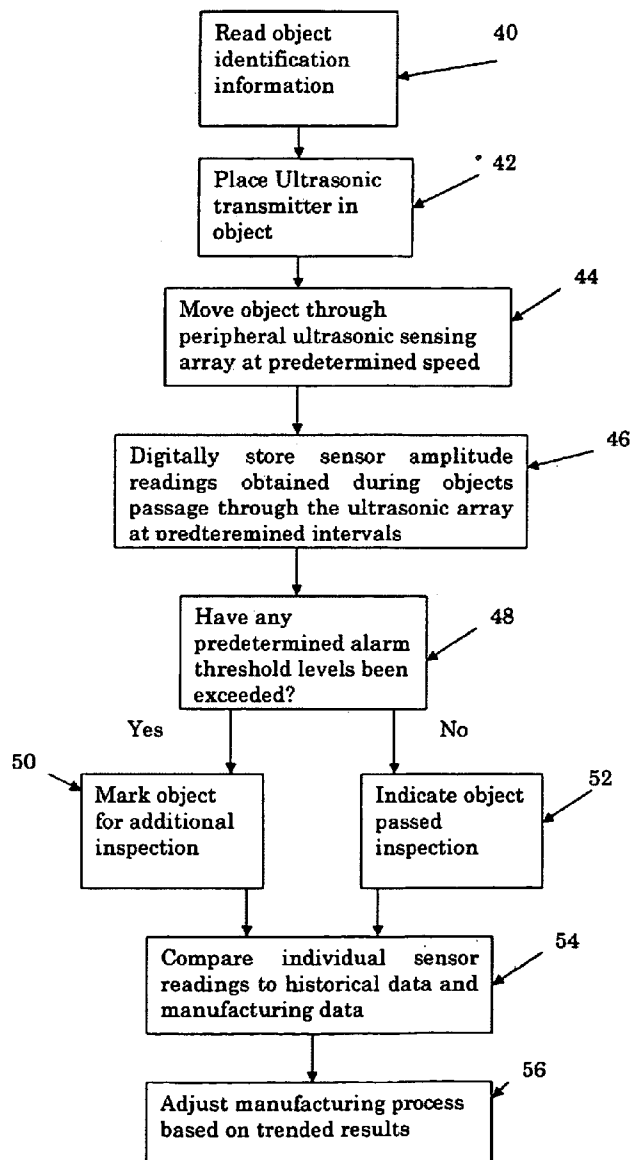 Read object
identification
information
40
Place Ultrasonic
transmitter in
object
42
Move object through
peripheral ultrasonic sensing
array at predetermined speed
44
Digitally store sensor amplitude
readings obtained during objects
passage through the ultrasonic array
at predteremined intervals
46
Have any
predetermined alarm
threshold levels been
exceeded?
48
Yes
No
50
Mark object
for additional
inspection
Indicate object
passed
inspection
52
Compare individual sensor
readings to historical data and
manufacturing data
54
Adjust manufacturing process
based on trended results
56